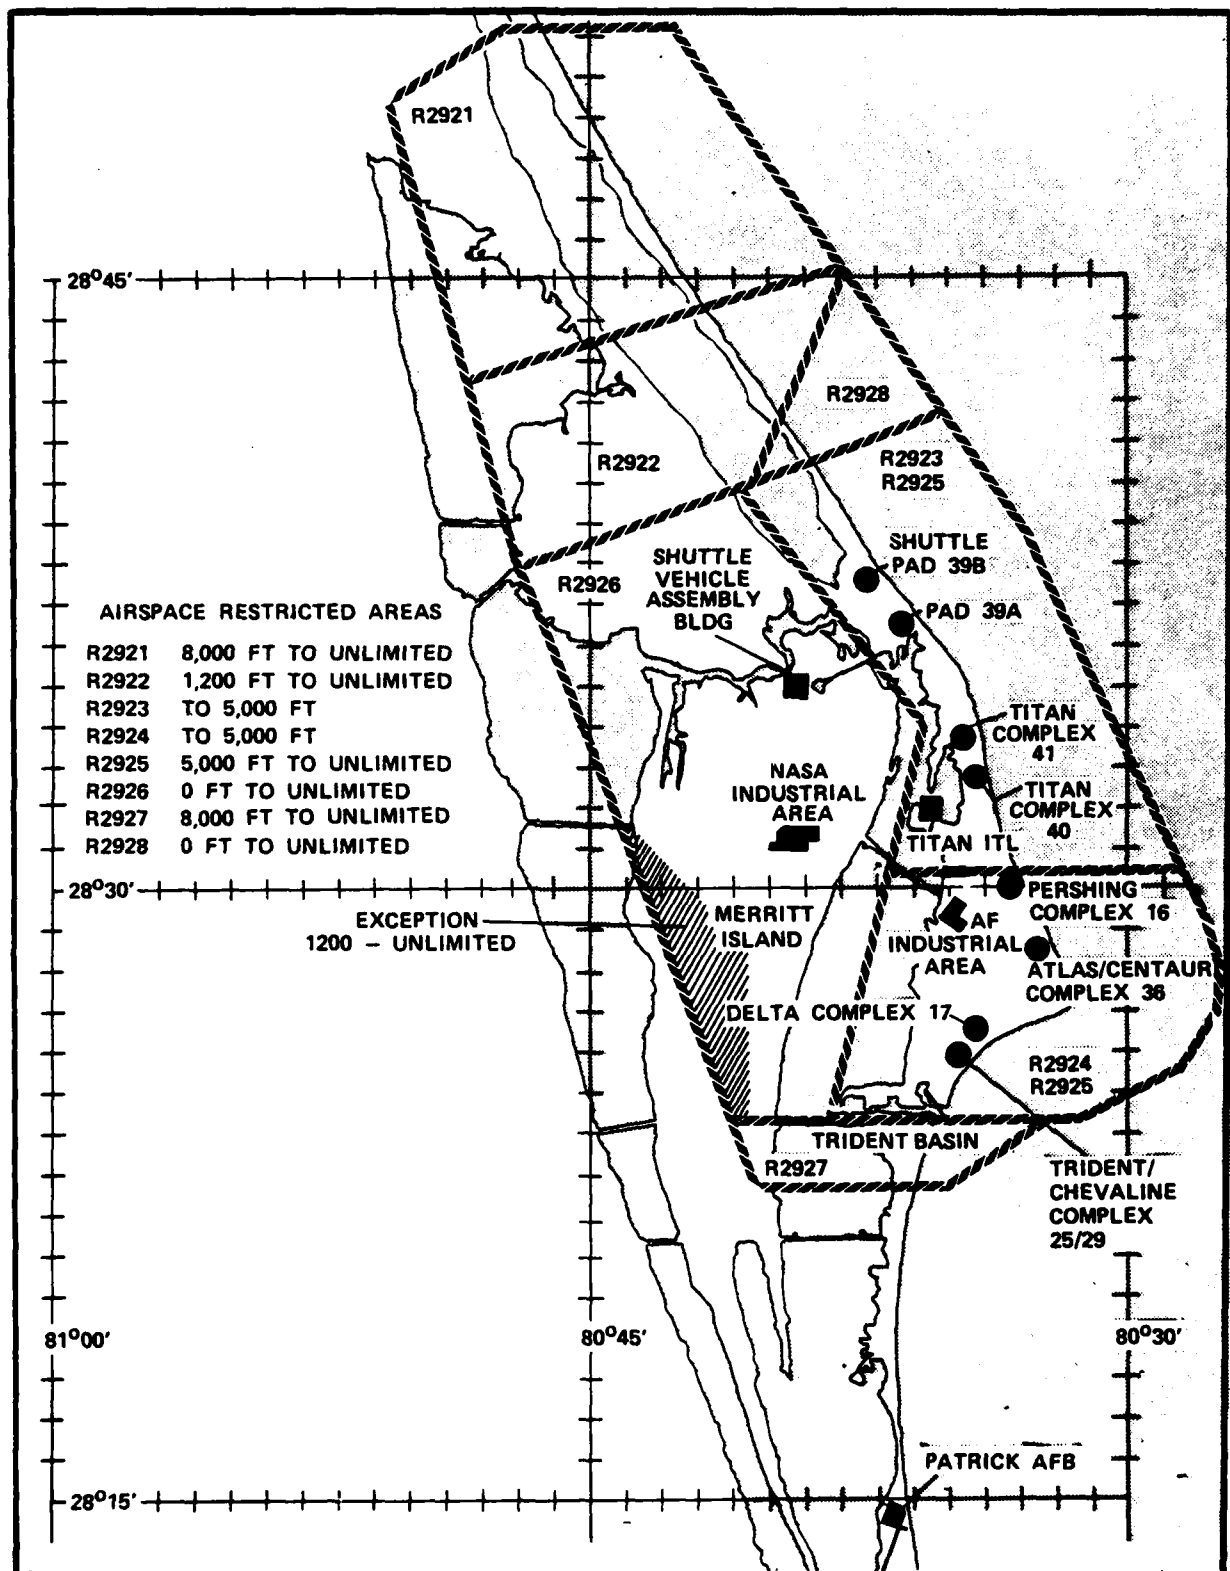 R2921
28°45'
R2928
R2922
R2923
R2925
SHUTTLE
PAD 39B
SHUTTLE
VEHICLE
ASSEMBLY
BLDG
R2926
PAD 39A
AIRSPACE RESTRICTED AREAS
R2921 8,000 FT TO UNLIMITED
R2922 1,200 FT TO UNLIMITED
R2923 TO 5,000 FT
R2924 TO 5,000 FT
R2925 5,000 FT TO UNLIMITED
R2926 0 FT TO UNLIMITED
R2927 8,000 FT TO UNLIMITED
R2928 0 FT TO UNLIMITED
TITAN
COMPLEX
41
NASA
INDUSTRIAL
AREA
TITAN
COMPLEX
40
TITAN ITL
28°30'
PERSHING
COMPLEX 16
EXCEPTION
1200 – UNLIMITED
MERRITT
ISLAND
AF
INDUSTRIAL
AREA
ATLAS/CENTAUR
COMPLEX 36
DELTA COMPLEX 17
R2924
R2925
TRIDENT BASIN
R2927
TRIDENT/
CHEVALINE
COMPLEX
25/29
81°00'
80°45'
80°30'
PATRICK AFB
28°15'